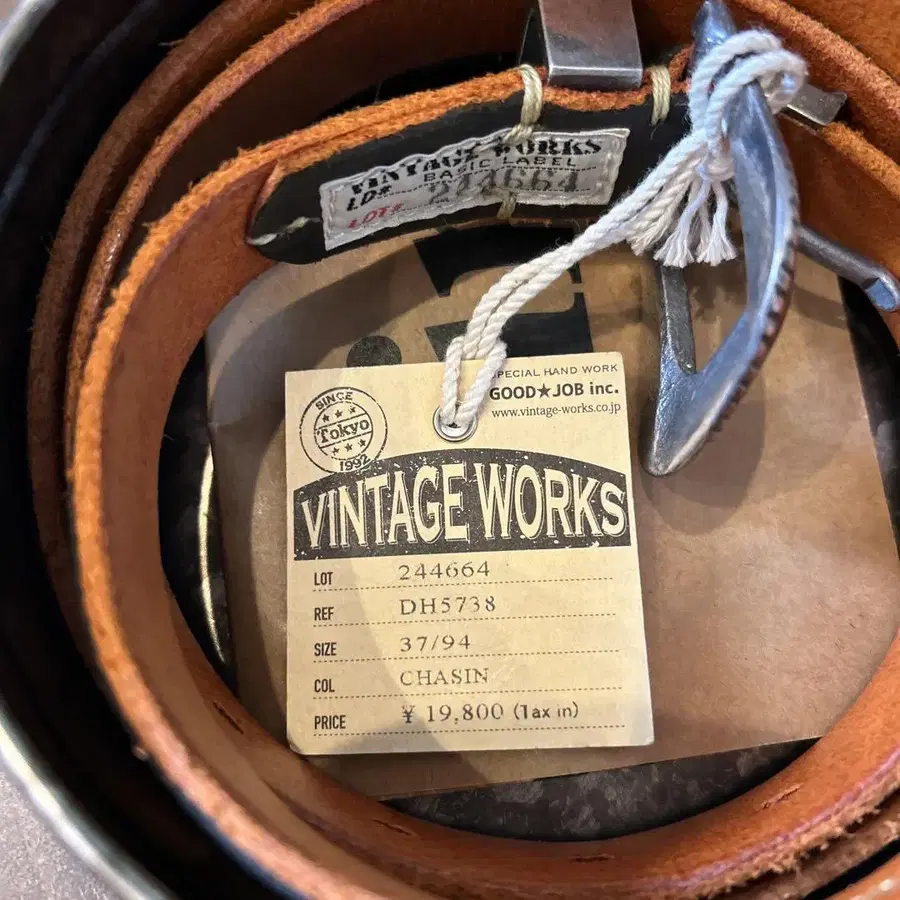 VINTAGE WORKS
BASIC LABEL
LD#
LOT# 244664
SPECIAL HAND WORK
GOOD★JOB inc.
www.vintage-works.co.jp
SINCE
Tokyo
1992
VINTAGE WORKS
LOT 244664
REF DH5738
SIZE 37/94
COL CHASIN
PRICE ¥ 19,800 (Tax in)